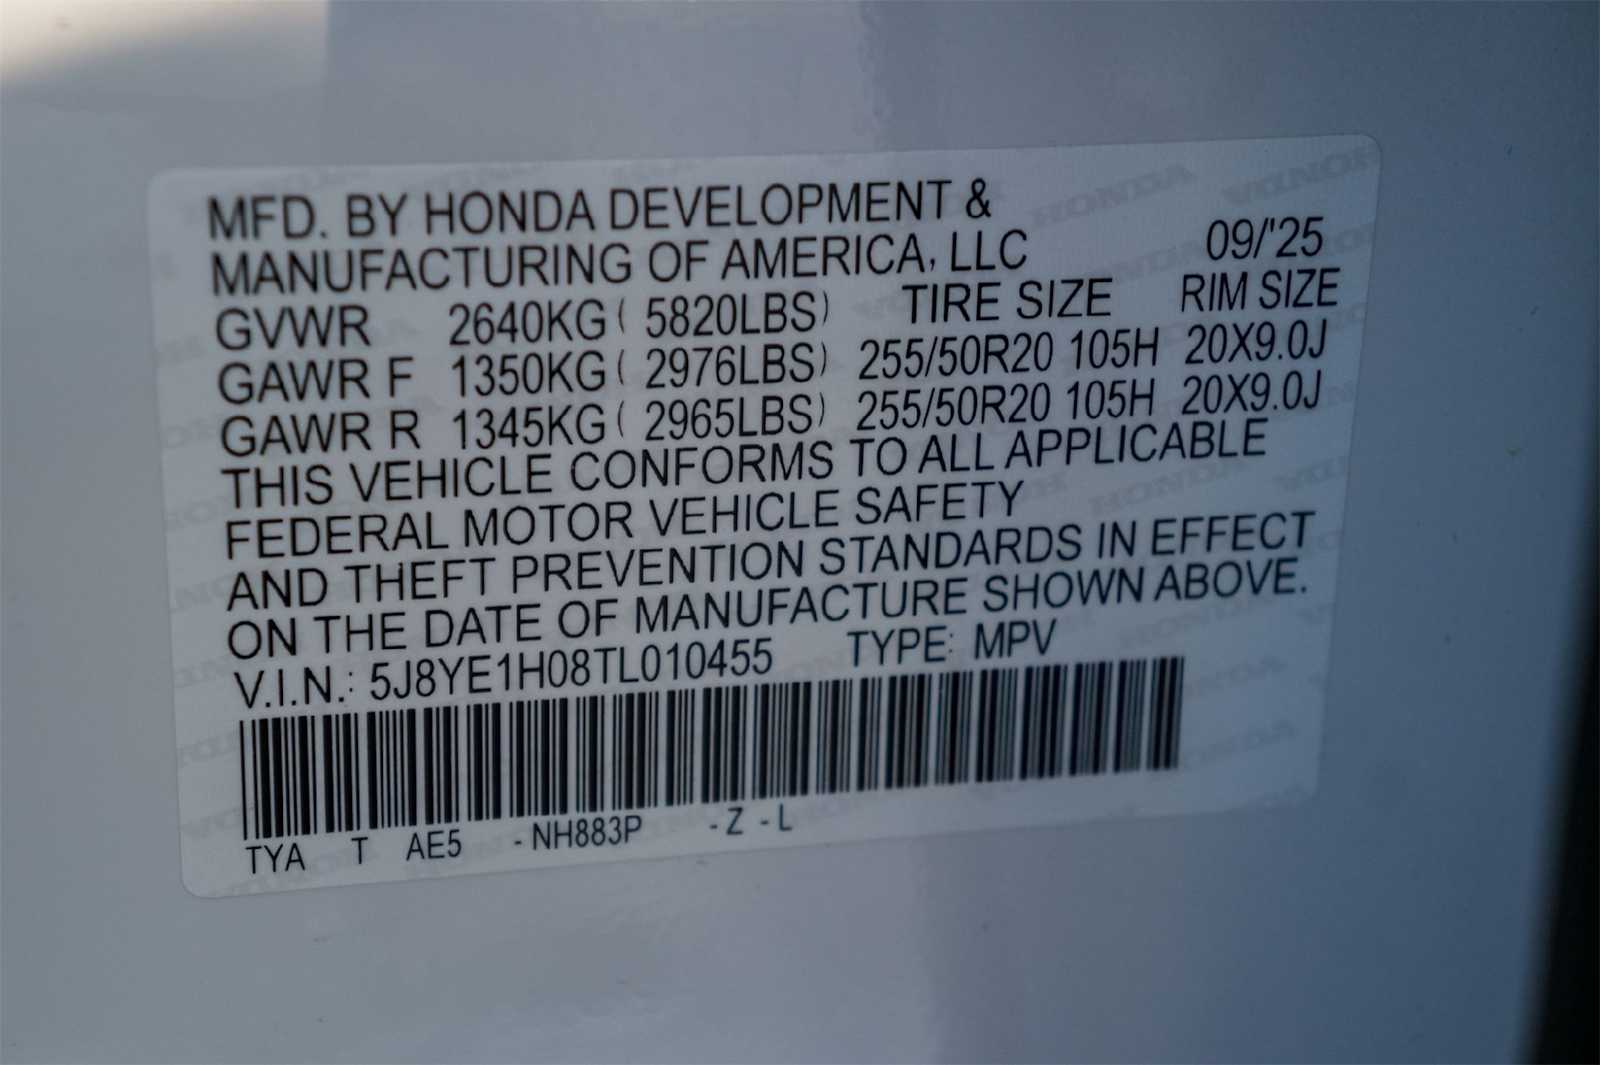 MFD. BY HONDA DEVELOPMENT &
MANUFACTURING OF AMERICA, LLC 09/'25
GVWR 2640KG ( 5820LBS) TIRE SIZE RIM SIZE
GAWR F 1350KG ( 2976LBS) 255/50R20 105H 20X9.0J
GAWR R 1345KG ( 2965LBS) 255/50R20 105H 20X9.0J
THIS VEHICLE CONFORMS TO ALL APPLICABLE
FEDERAL MOTOR VEHICLE SAFETY
AND THEFT PREVENTION STANDARDS IN EFFECT
ON THE DATE OF MANUFACTURE SHOWN ABOVE.
V.I.N.: 5J8YE1H08TL010455 TYPE: MPV
TYA T AE5 - NH883P - Z - L